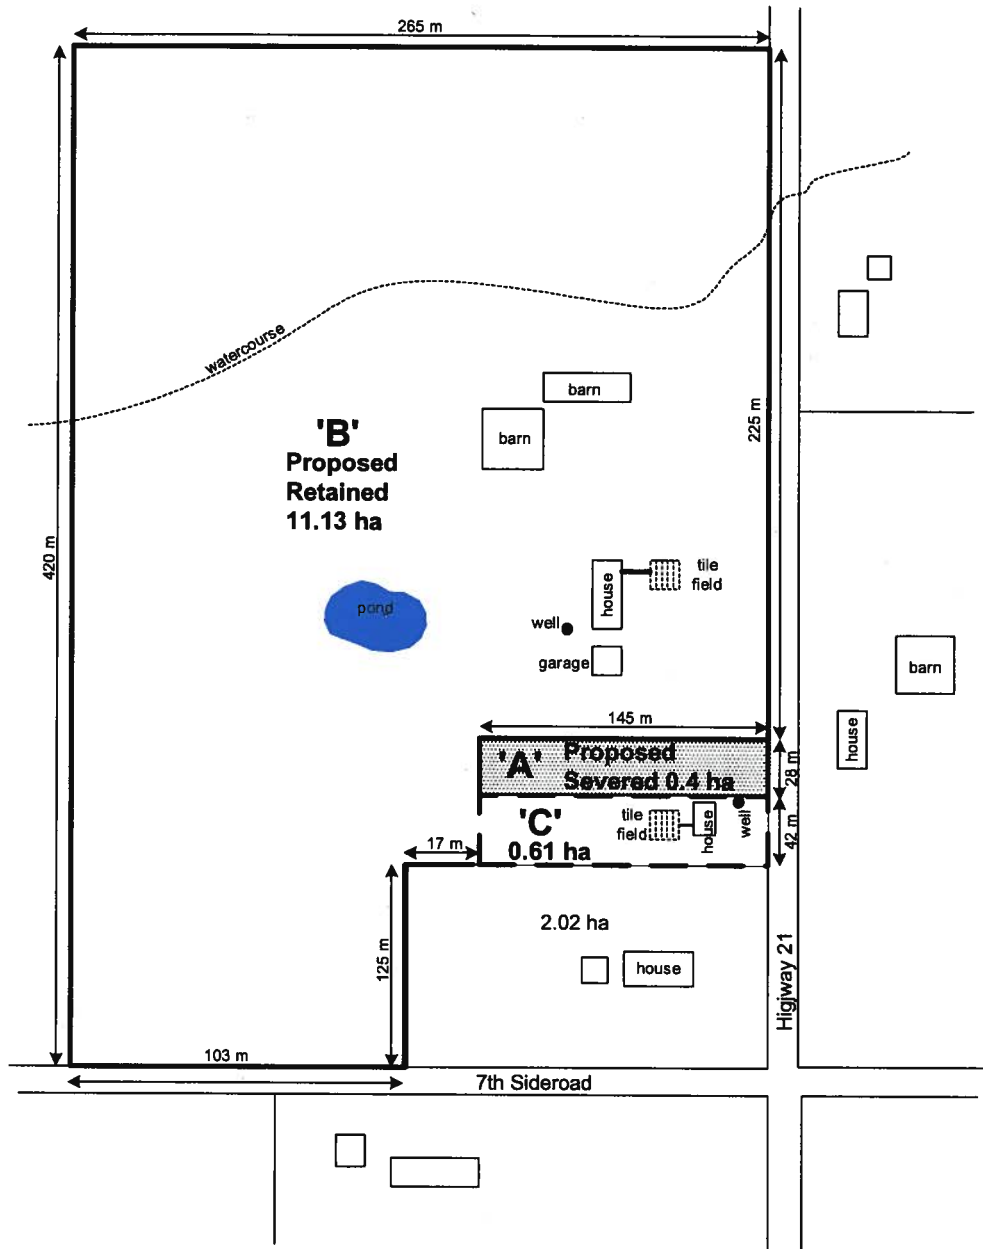 265 m
watercourse
barn
barn
225 m
'B'
Proposed
Retained
11.13 ha
420 m
tile
field
house
pond
well
garage
barn
house
145 m
'A' Proposed
Severed 0.4 ha
28 m
'C'
0.61 ha
tile
field
house
well
42 m
17 m
125 m
2.02 ha
house
Higjway 21
103 m
7th Sideroad